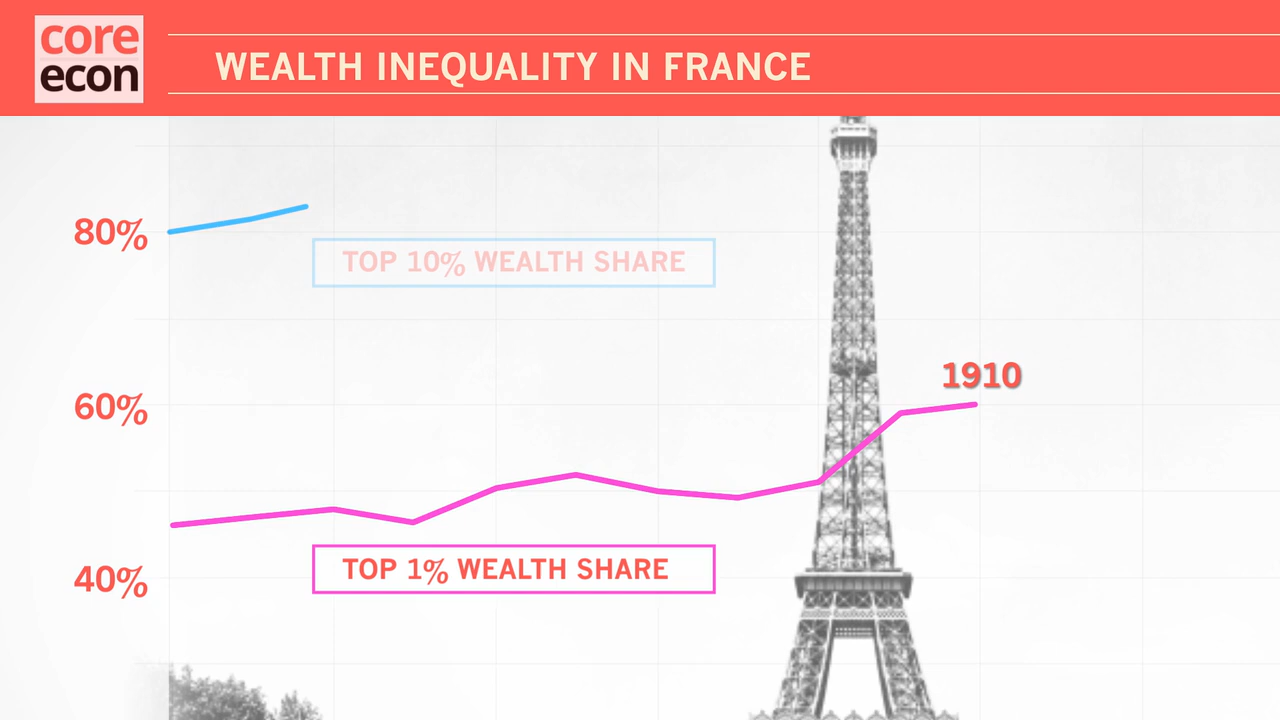 core
econ
WEALTH INEQUALITY IN FRANCE
80%
TOP 10% WEALTH SHARE
1910
60%
TOP 1% WEALTH SHARE
40%